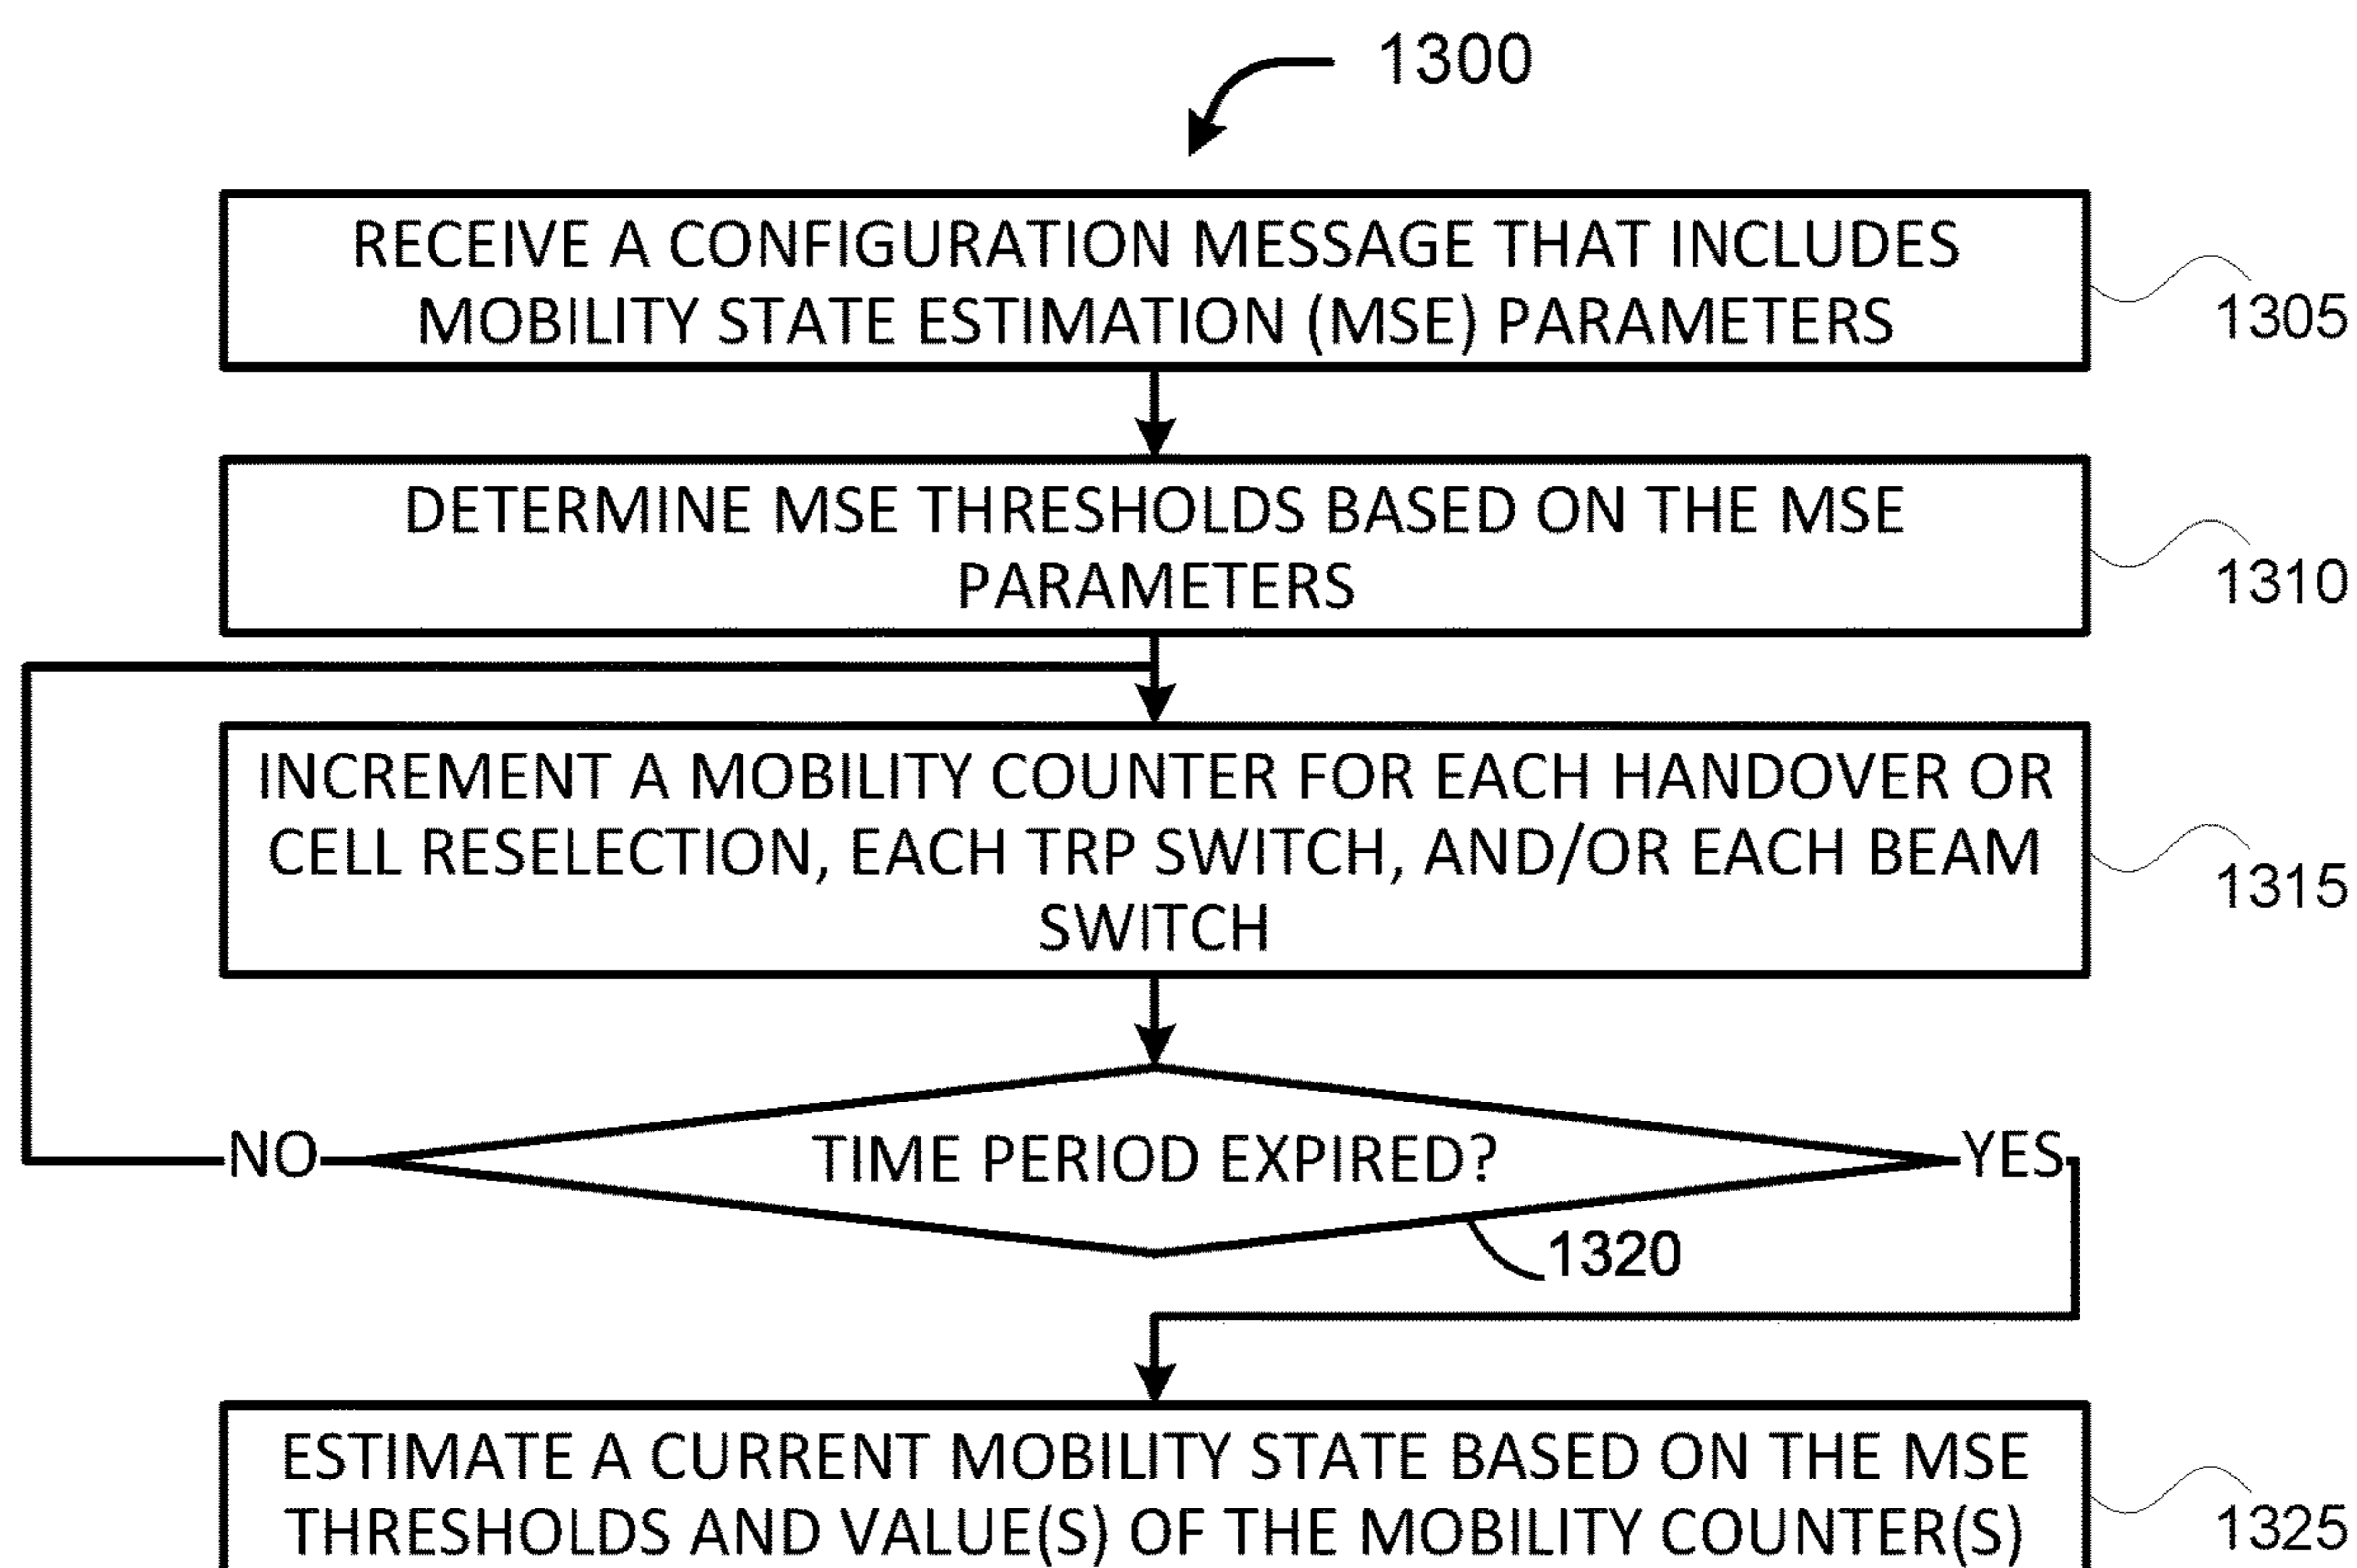 1300
RECEIVE A CONFIGURATION MESSAGE THAT INCLUDES
MOBILITY STATE ESTIMATION (MSE) PARAMETERS
1305
DETERMINE MSE THRESHOLDS BASED ON THE MSE
PARAMETERS
1310
INCREMENT A MOBILITY COUNTER FOR EACH HANDOVER OR
CELL RESELECTION, EACH TRP SWITCH, AND/OR EACH BEAM
SWITCH
1315
NO
TIME PERIOD EXPIRED?
YES
1320
ESTIMATE A CURRENT MOBILITY STATE BASED ON THE MSE
THRESHOLDS AND VALUE(S) OF THE MOBILITY COUNTER(S)
1325